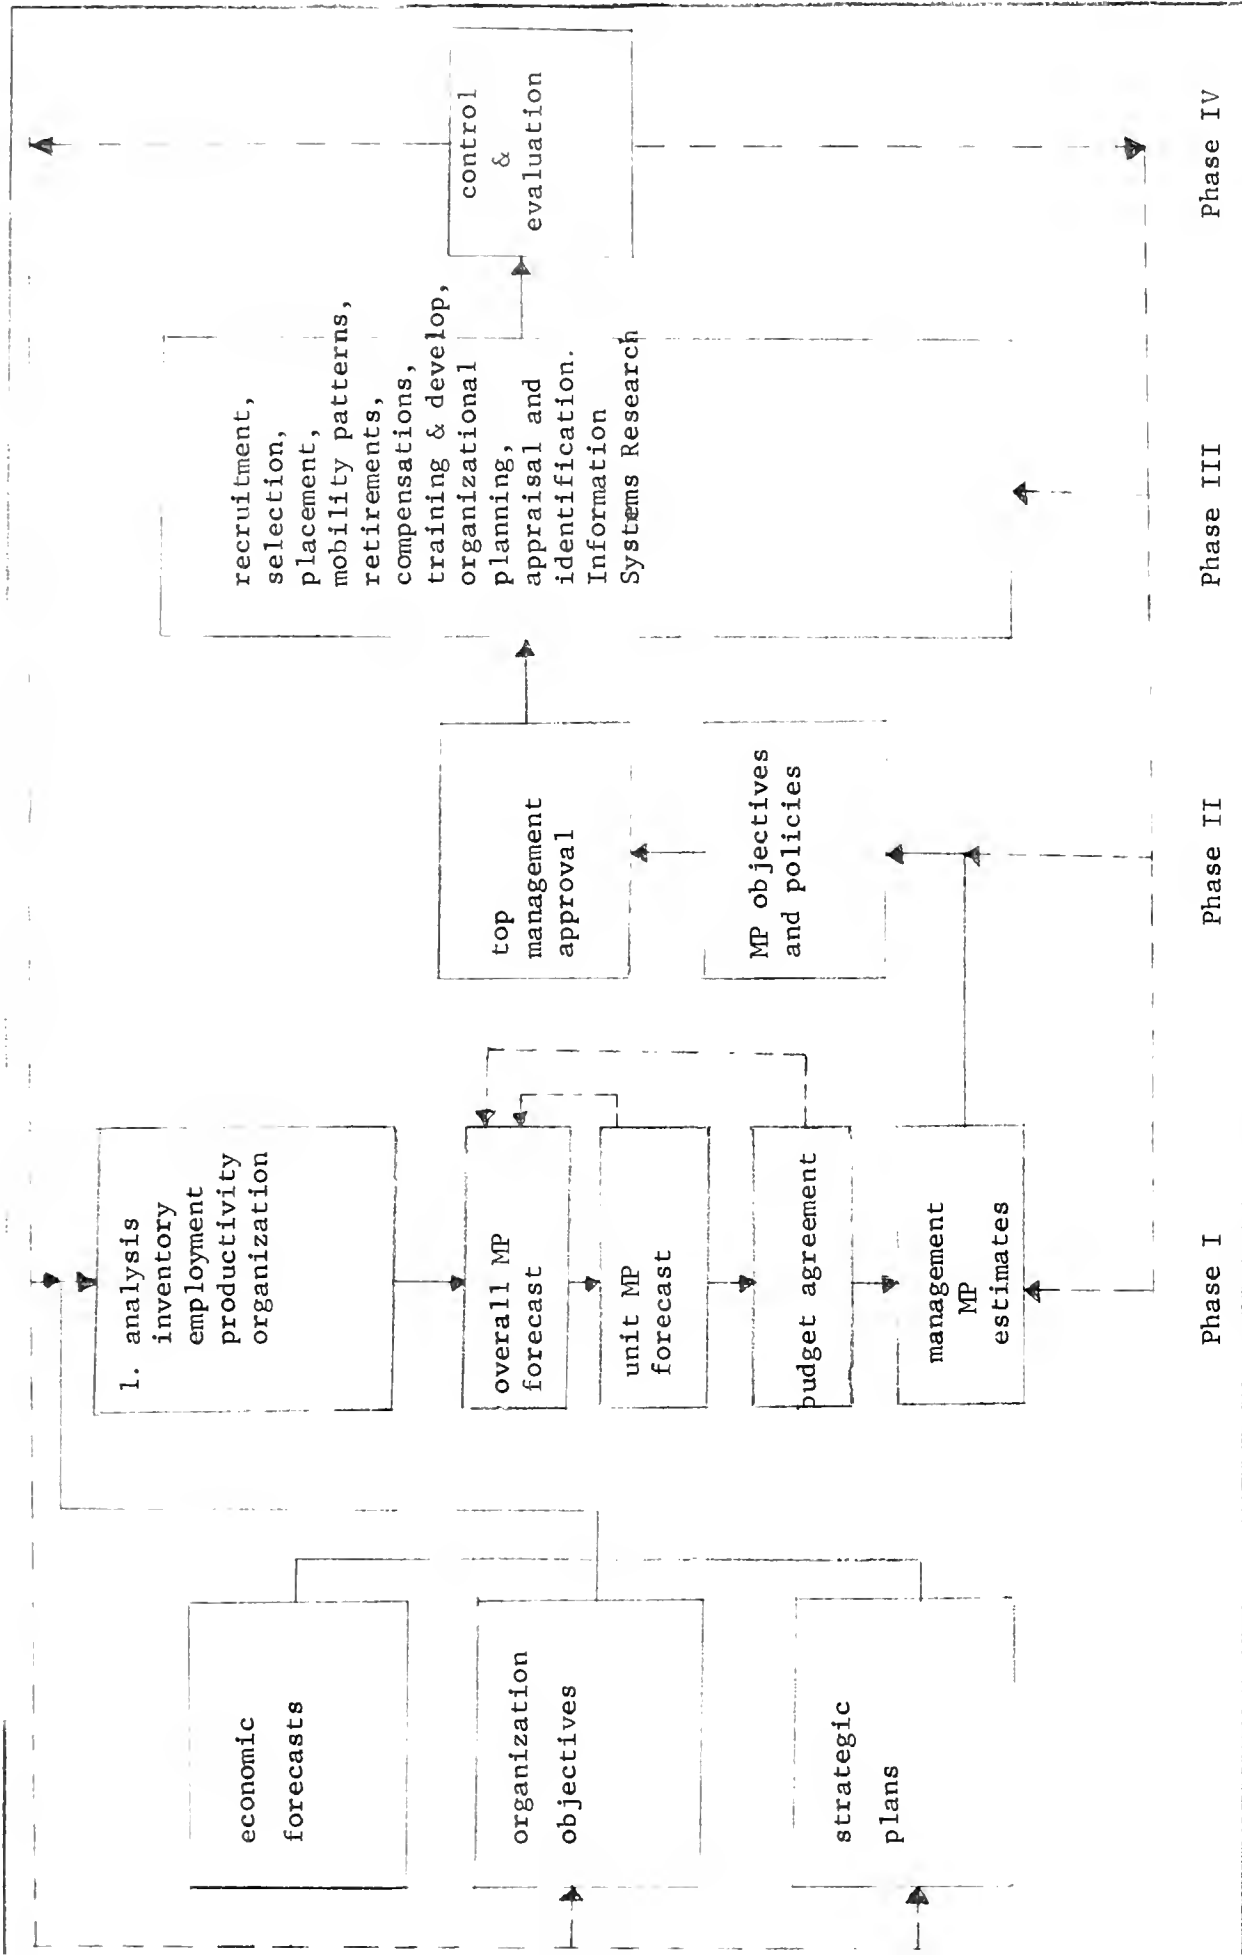 economic
forecasts
organization
objectives
strategic
plans
1. analysis
inventory
employment
productivity
organization
overall MP
forecast
unit MP
forecast
budget agreement
management
MP
estimates
top
management
approval
MP objectives
and policies
recruitment,
selection,
placement,
mobility patterns,
retirements,
compensations,
training & develop,
organizational
planning,
appraisal and
identification.
Information
Systems Research
control
&
evaluation
Phase I
Phase II
Phase III
Phase IV